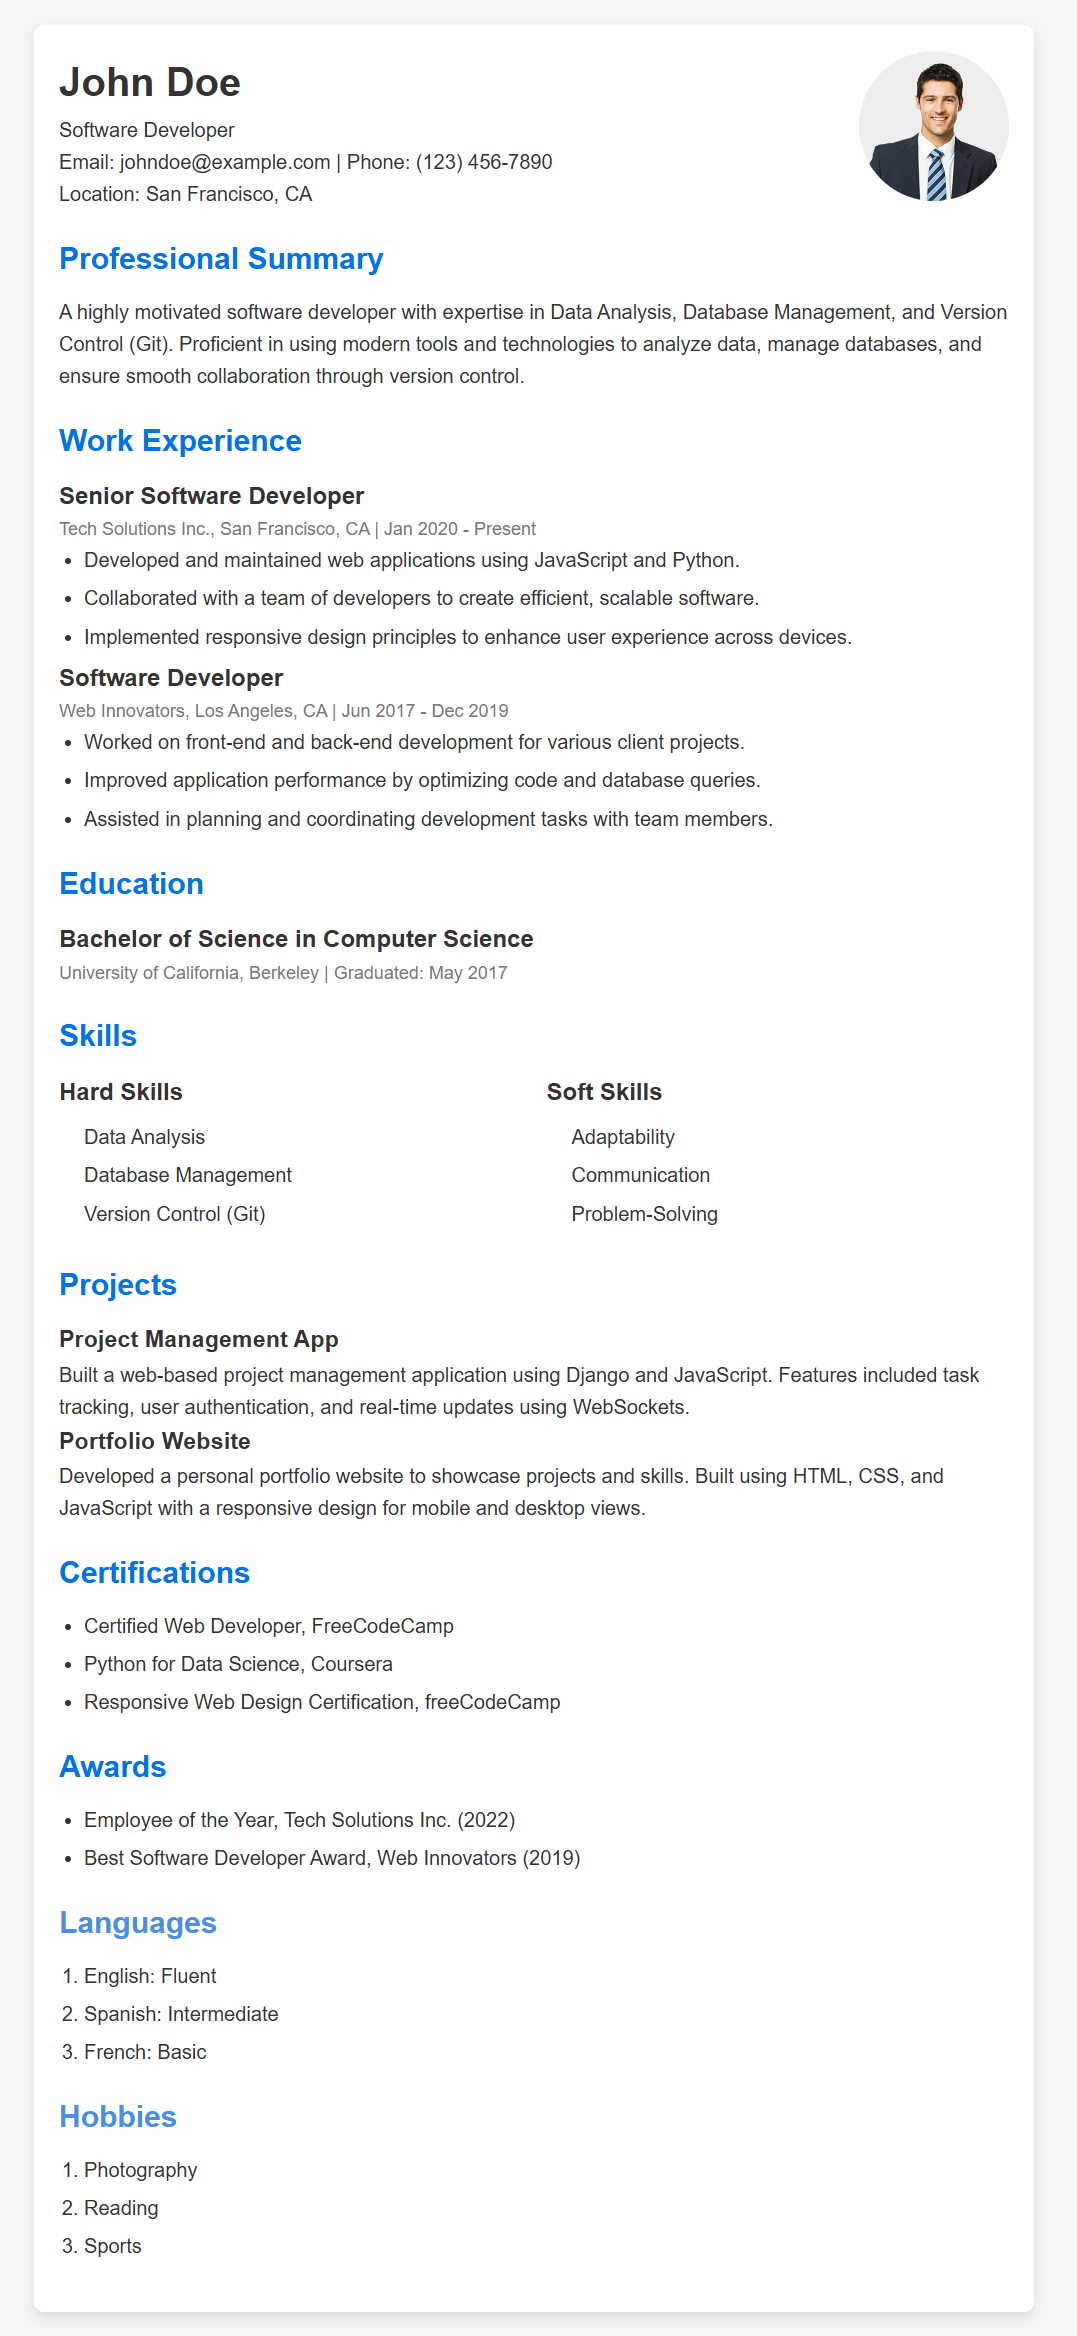 John Doe
Software Developer
Email: johndoe@example.com | Phone: (123) 456-7890
Location: San Francisco, CA
Professional Summary
A highly motivated software developer with expertise in Data Analysis, Database Management, and Version
Control (Git). Proficient in using modern tools and technologies to analyze data, manage databases, and
ensure smooth collaboration through version control.
Work Experience
Senior Software Developer
Tech Solutions Inc., San Francisco, CA | Jan 2020 - Present
• Developed and maintained web applications using JavaScript and Python.
• Collaborated with a team of developers to create efficient, scalable software.
• Implemented responsive design principles to enhance user experience across devices.
Software Developer
Web Innovators, Los Angeles, CA | Jun 2017 - Dec 2019
• Worked on front-end and back-end development for various client projects.
• Improved application performance by optimizing code and database queries.
• Assisted in planning and coordinating development tasks with team members.
Education
Bachelor of Science in Computer Science
University of California, Berkeley | Graduated: May 2017
Skills
Hard Skills
Data Analysis
Database Management
Version Control (Git)
Soft Skills
Adaptability
Communication
Problem-Solving
Projects
Project Management App
Built a web-based project management application using Django and JavaScript. Features included task
tracking, user authentication, and real-time updates using WebSockets.
Portfolio Website
Developed a personal portfolio website to showcase projects and skills. Built using HTML, CSS, and
JavaScript with a responsive design for mobile and desktop views.
Certifications
• Certified Web Developer, FreeCodeCamp
• Python for Data Science, Coursera
• Responsive Web Design Certification, freeCodeCamp
Awards
• Employee of the Year, Tech Solutions Inc. (2022)
• Best Software Developer Award, Web Innovators (2019)
Languages
1. English: Fluent
2. Spanish: Intermediate
3. French: Basic
Hobbies
1. Photography
2. Reading
3. Sports